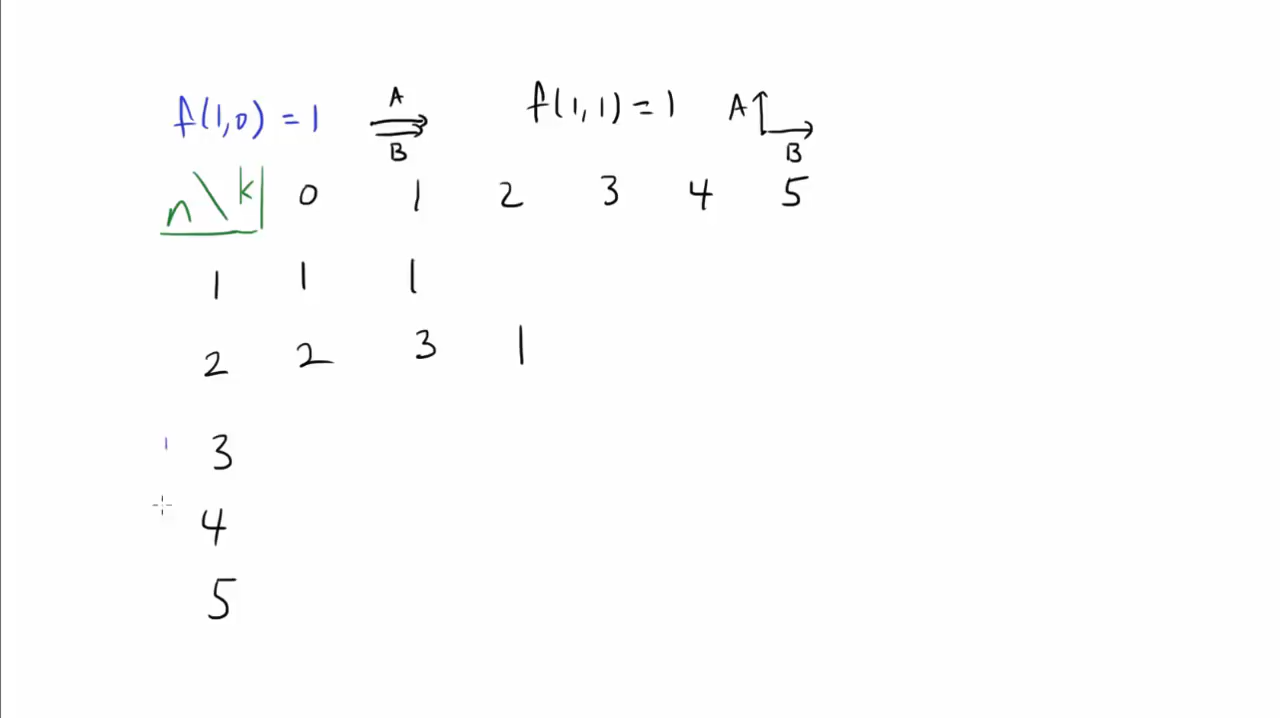 f(1,0) = 1 A B f(1,1) = 1 A B
n\k 0 1 2 3 4 5
1 1 1
2 2 3 1
3
4
5